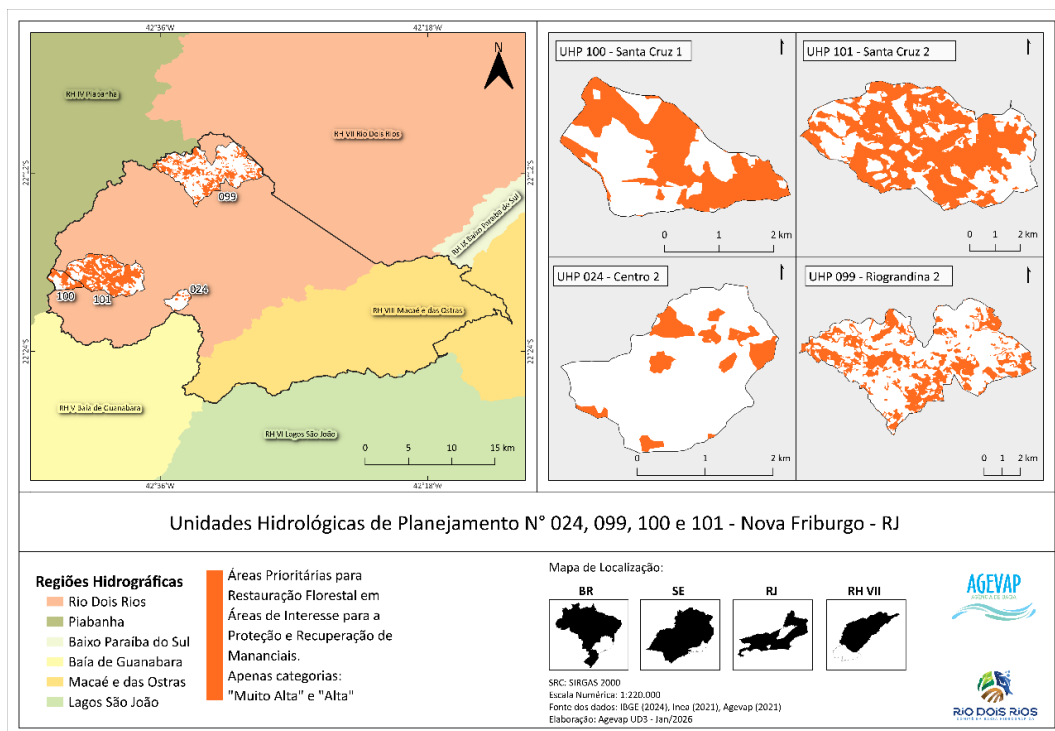 42°36'W
42°18'W
N
RH IV Piabanha
RH VII Rio Dois Rios
22°12'S
22°12'S
099
RH IX Baixo Paraíba do Sul
100
101
024
RH VIII Macaé e das Ostras
22°24'S
22°24'S
RH V Baía de Guanabara
RH VI Lagos São João
0 5 10 15 km
42°36'W
42°18'W
UHP 100 - Santa Cruz 1
0 1 2 km
UHP 101 - Santa Cruz 2
0 1 2 km
UHP 024 - Centro 2
0 1 2 km
UHP 099 - Riograndina 2
0 1 2 km
Unidades Hidrológicas de Planejamento N° 024, 099, 100 e 101 - Nova Friburgo - RJ
Regiões Hidrográficas
Rio Dois Rios
Piabanha
Baixo Paraíba do Sul
Baía de Guanabara
Macaé e das Ostras
Lagos São João
Áreas Prioritárias para
Restauração Florestal em
Áreas de Interesse para a
Proteção e Recuperação de
Mananciais.
Apenas categorias:
"Muito Alta" e "Alta"
Mapa de Localização:
BR
SE
RJ
RH VII
SRC: SIRGAS 2000
Escala Numérica: 1:220.000
Fonte dos dados: IBGE (2024), Inea (2021), Agevap (2021)
Elaboração: Agevap UD3 - Jan/2026
AGEVAP
AGÊNCIA DE BACIA
RIO DOIS RIOS